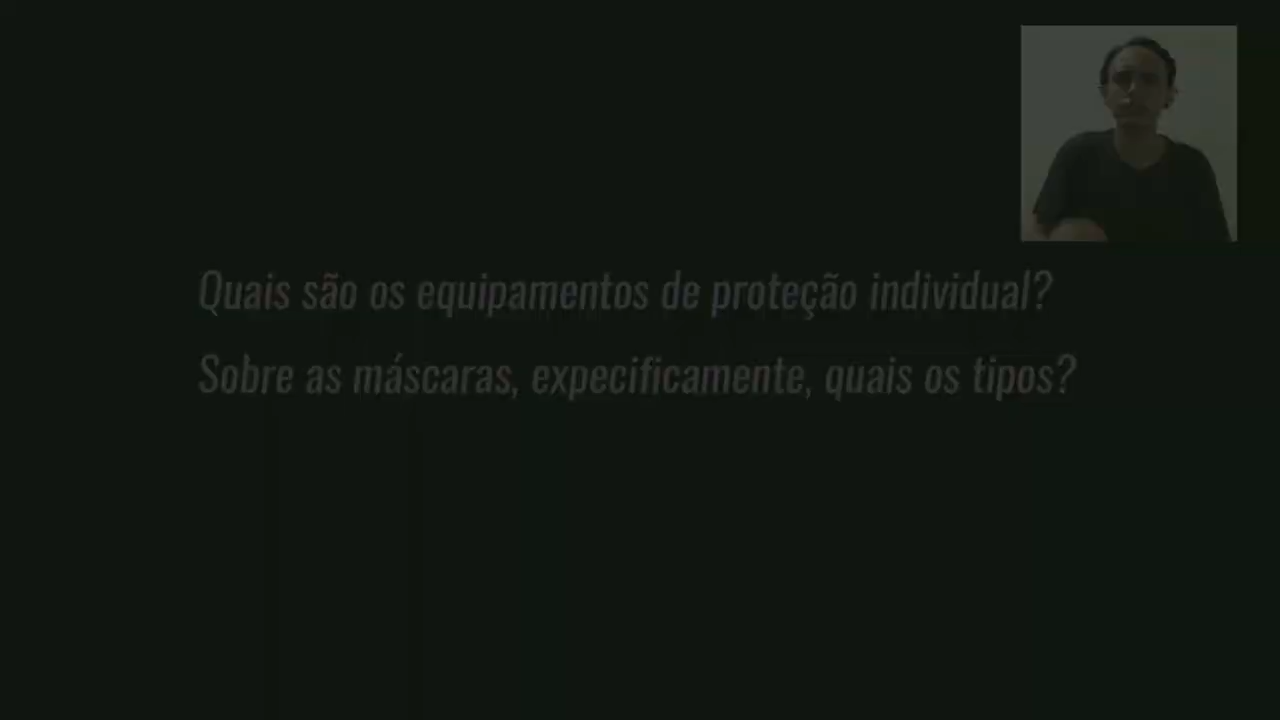 Quais são os equipamentos de proteção individual?
Sobre as máscaras, expecificamente, quais os tipos?